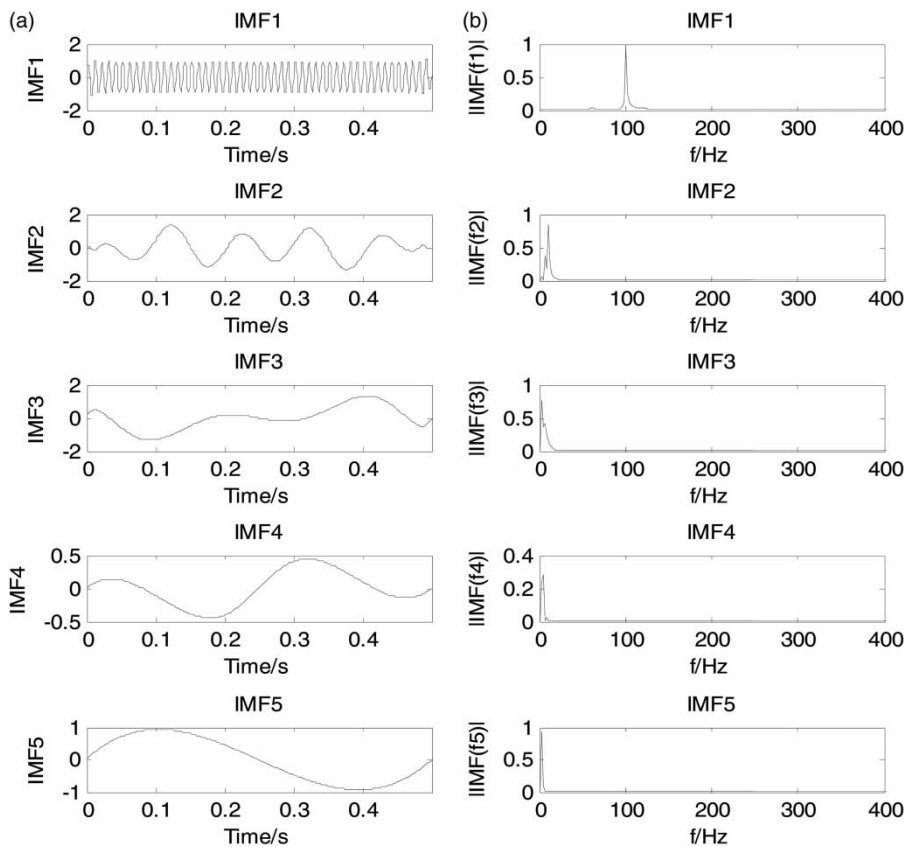 (a)
IMF1
IMF1
2
0
-2
0 0.1 0.2 0.3 0.4
Time/s
IMF2
IMF2
2
0
-2
0 0.1 0.2 0.3 0.4
Time/s
IMF3
IMF3
2
0
-2
0 0.1 0.2 0.3 0.4
Time/s
IMF4
IMF4
0.5
0
-0.5
0 0.1 0.2 0.3 0.4
Time/s
IMF5
IMF5
1
0
-1
0 0.1 0.2 0.3 0.4
Time/s
(b)
IMF1
|IMF(f1)|
1
0.5
0
0 100 200 300 400
f/Hz
IMF2
|IMF(f2)|
1
0.5
0
0 100 200 300 400
f/Hz
IMF3
|IMF(f3)|
1
0.5
0
0 100 200 300 400
f/Hz
IMF4
|IMF(f4)|
0.4
0.2
0
0 100 200 300 400
f/Hz
IMF5
|IMF(f5)|
1
0.5
0
0 100 200 300 400
f/Hz